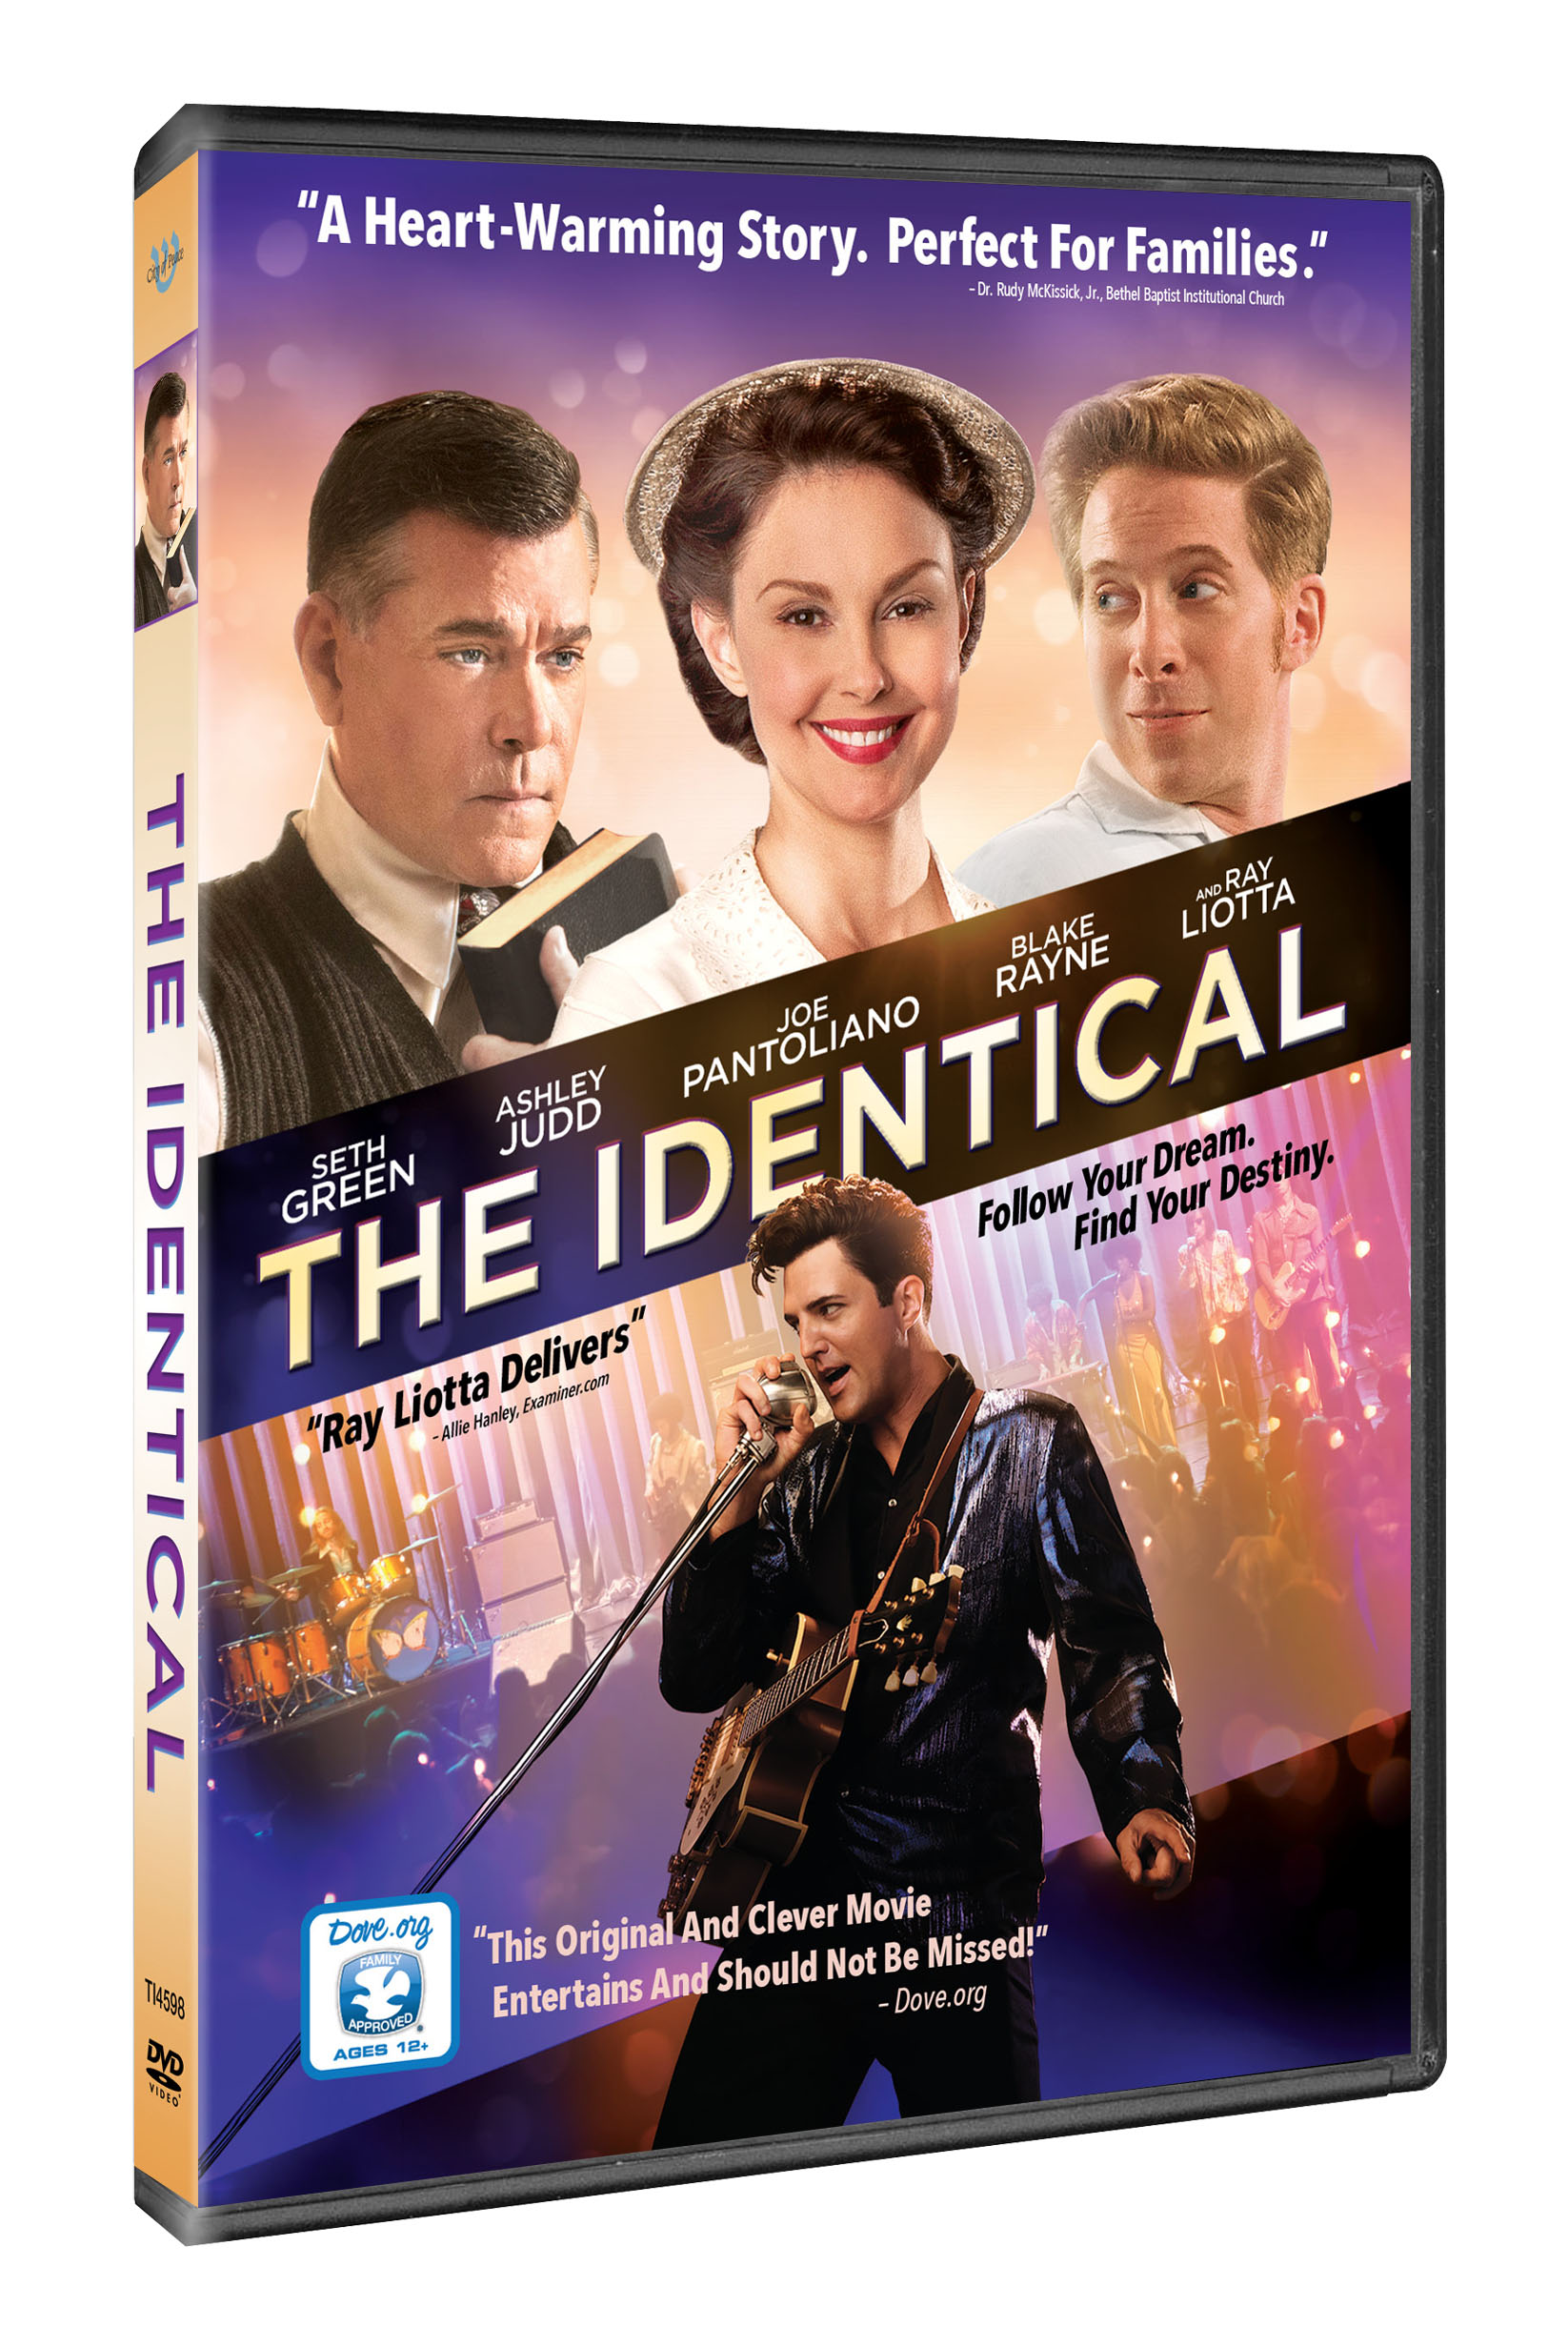 “A Heart-Warming Story. Perfect For Families.”
– Dr. Rudy McKissick, Jr., Bethel Baptist Institutional Church
SETH
GREEN
ASHLEY
JUDD
JOE
PANTOLIANO
BLAKE
RAYNE
AND RAY
LIOTTA
THE IDENTICAL
Follow Your Dream.
Find Your Destiny.
“Ray Liotta Delivers”
– Allie Hanley, Examiner.com
Dove.org
FAMILY
APPROVED
AGES 12+
“This Original And Clever Movie
Entertains And Should Not Be Missed!”
– Dove.org
City of Peace
THE IDENTICAL
TI4598
DVD
VIDEO